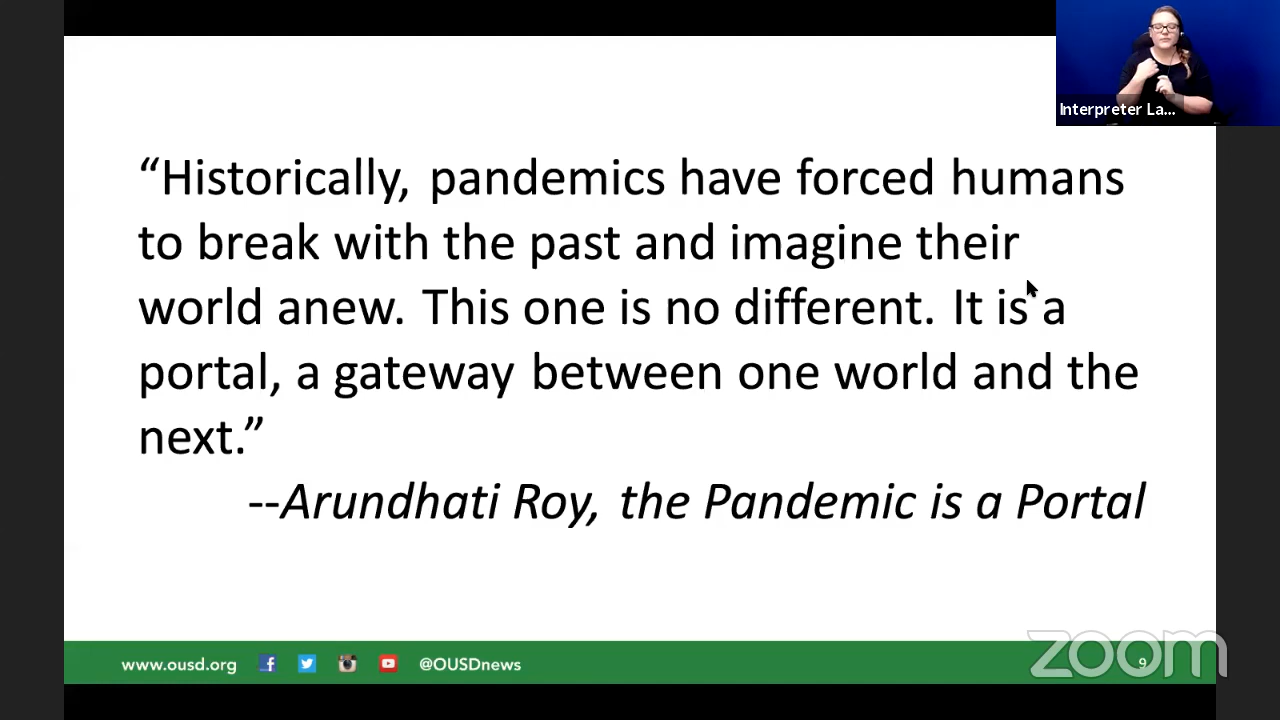 Interpreter La...
“Historically, pandemics have forced humans
to break with the past and imagine their
world anew. This one is no different. It is a
portal, a gateway between one world and the
next.”
--Arundhati Roy, the Pandemic is a Portal
www.ousd.org @OUSDnews
9
zoom